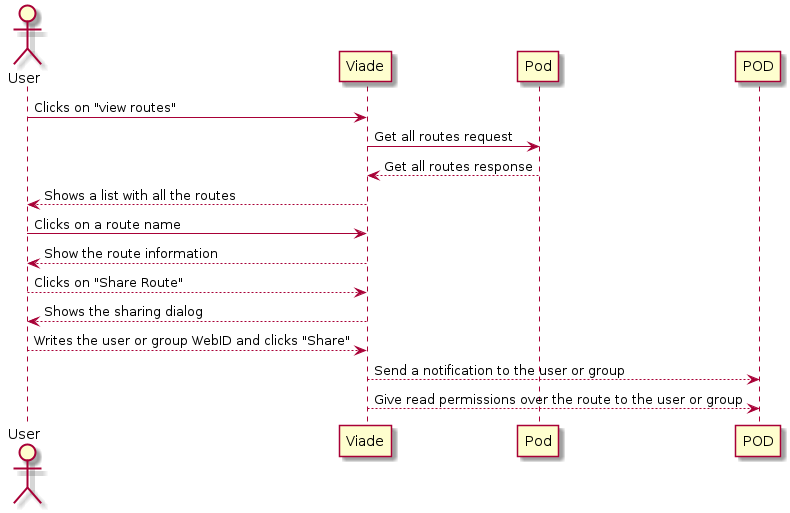 User
Viade
Pod
POD
Clicks on "view routes"
Get all routes request
Get all routes response
Shows a list with all the routes
Clicks on a route name
Show the route information
Clicks on "Share Route"
Shows the sharing dialog
Writes the user or group WebID and clicks "Share"
Send a notification to the user or group
Give read permissions over the route to the user or group
User
Viade
Pod
POD